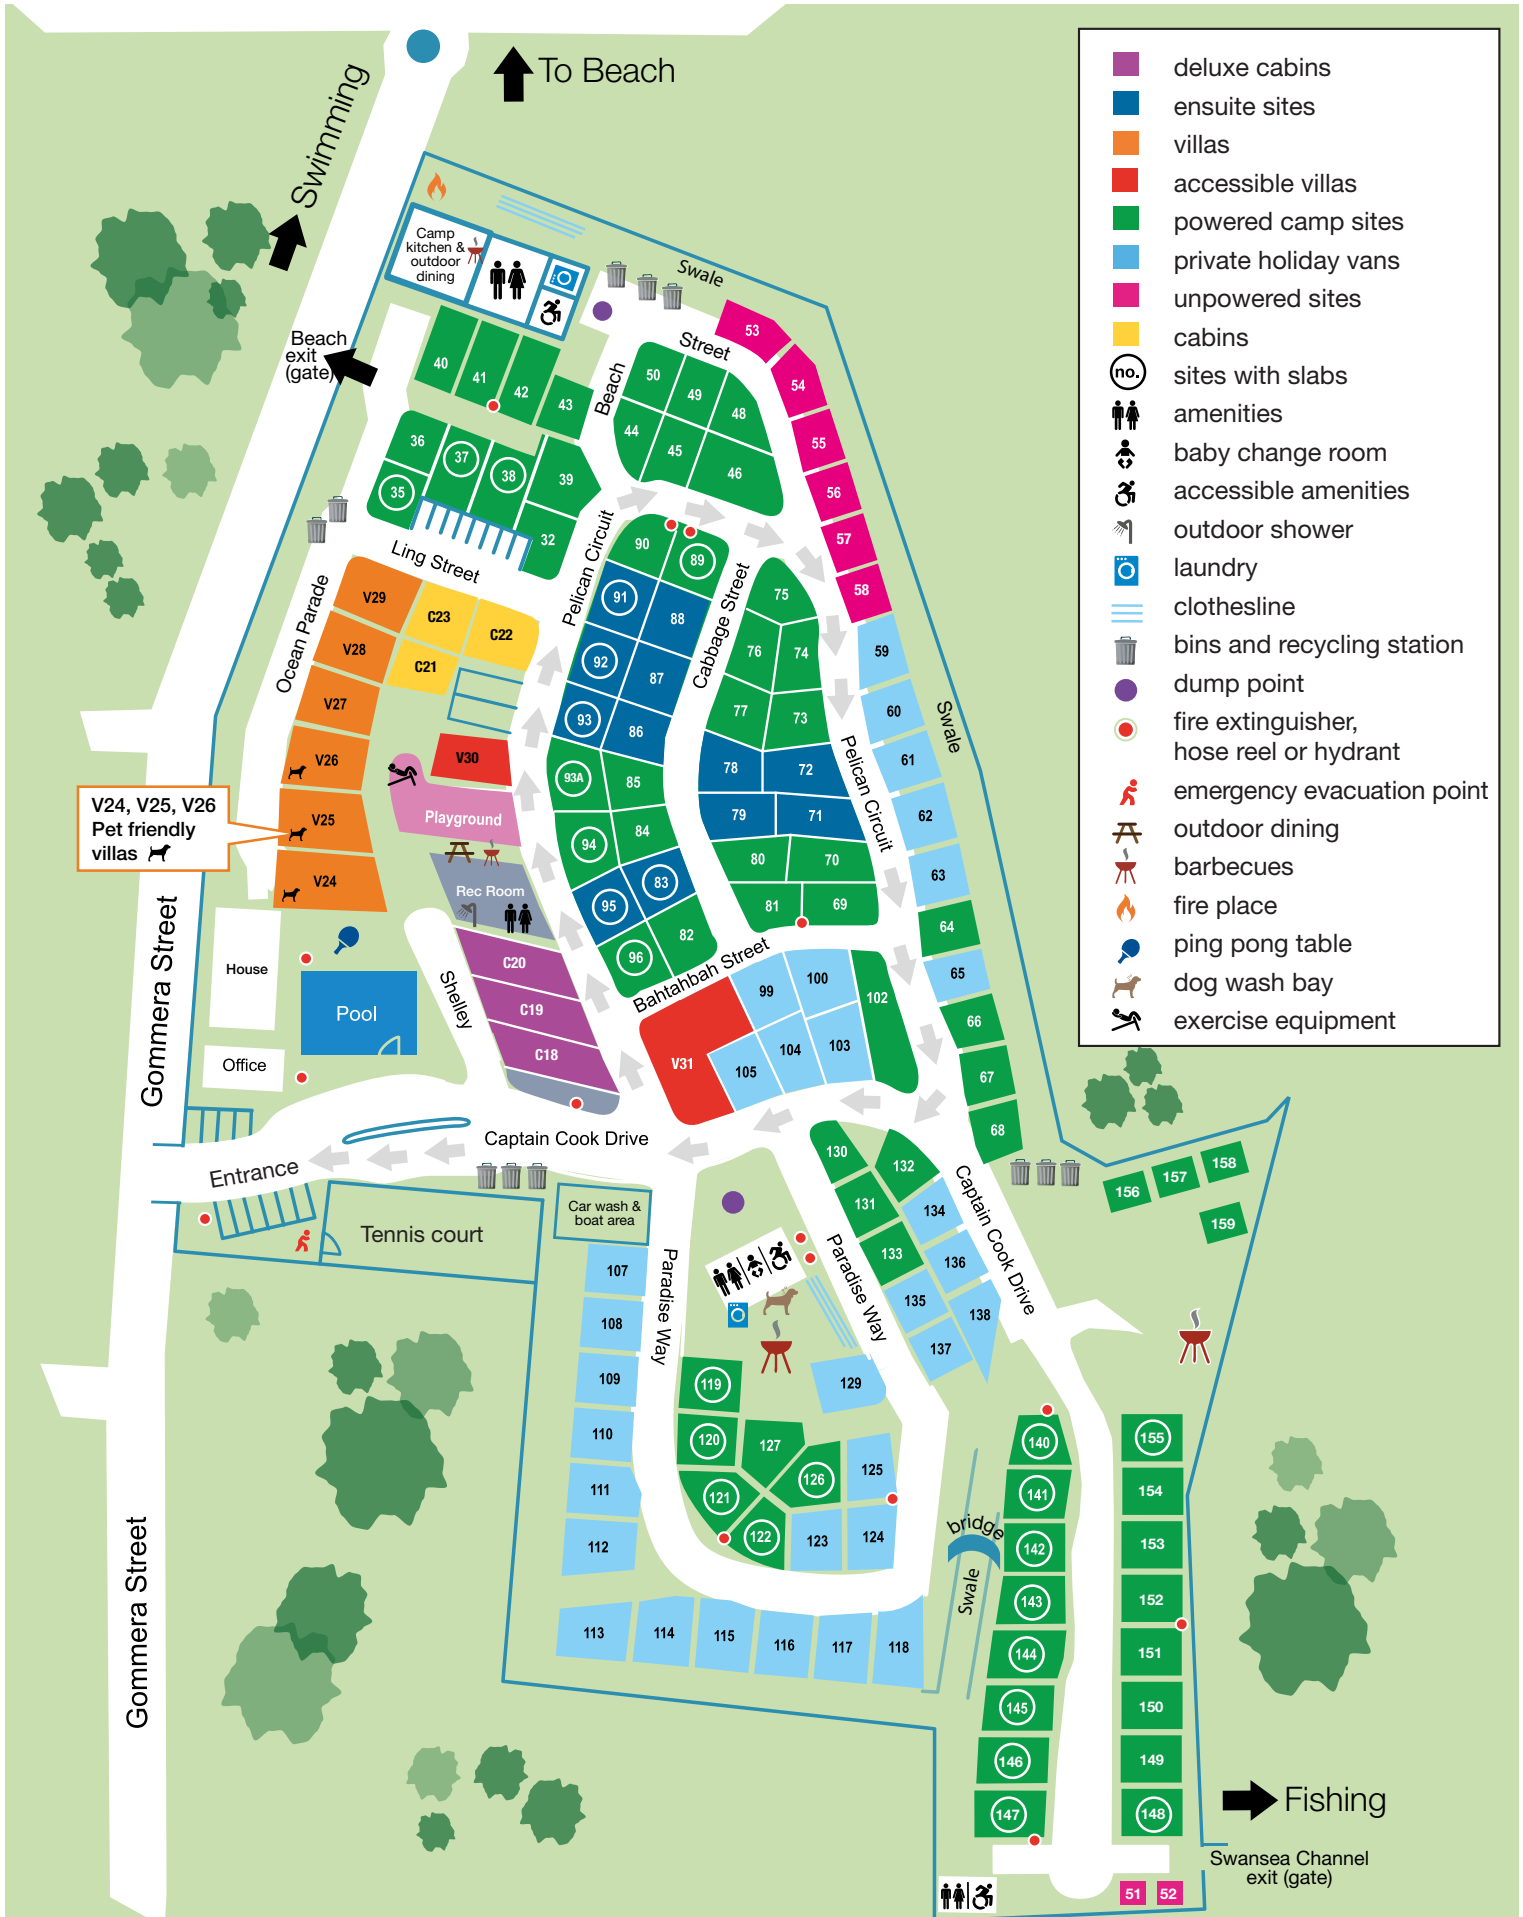 To Beach
Swimming
Camp
kitchen &
outdoor
dining
Swale
Beach
exit
(gate)
Street
Beach
53
54
55
56
57
58
40
41
42
43
50
49
48
44
45
46
36
37
38
39
35
32
Ling Street
Pelican Circuit
Ocean Parade
Cabbage Street
90
89
91
88
92
87
93
86
93A
85
94
84
95
83
96
82
75
76
74
77
73
78
72
79
71
80
70
81
69
Pelican Circuit
Swale
59
60
61
62
63
64
65
66
67
68
V29
V28
V27
V26
V25
V24
C23
C22
C21
V30
Playground
Rec Room
V24, V25, V26
Pet friendly
villas
C20
C19
C18
Shelley
House
Pool
Office
Gommera Street
Bahtahbah Street
99
100
102
V31
105
104
103
Captain Cook Drive
Entrance
Tennis court
Car wash &
boat area
Paradise Way
Paradise Way
Captain Cook Drive
130
132
131
134
133
136
135
138
137
156
157
158
159
107
108
109
110
111
112
113
114
115
116
117
118
119
120
121
122
127
126
125
123
124
129
bridge
Swale
140
141
142
143
144
145
146
147
155
154
153
152
151
150
149
148
Gommera Street
Fishing
Swansea Channel
exit (gate)
51
52
deluxe cabins
ensuite sites
villas
accessible villas
powered camp sites
private holiday vans
unpowered sites
cabins
no. sites with slabs
amenities
baby change room
accessible amenities
outdoor shower
laundry
clothesline
bins and recycling station
dump point
fire extinguisher,
hose reel or hydrant
emergency evacuation point
outdoor dining
barbecues
fire place
ping pong table
dog wash bay
exercise equipment